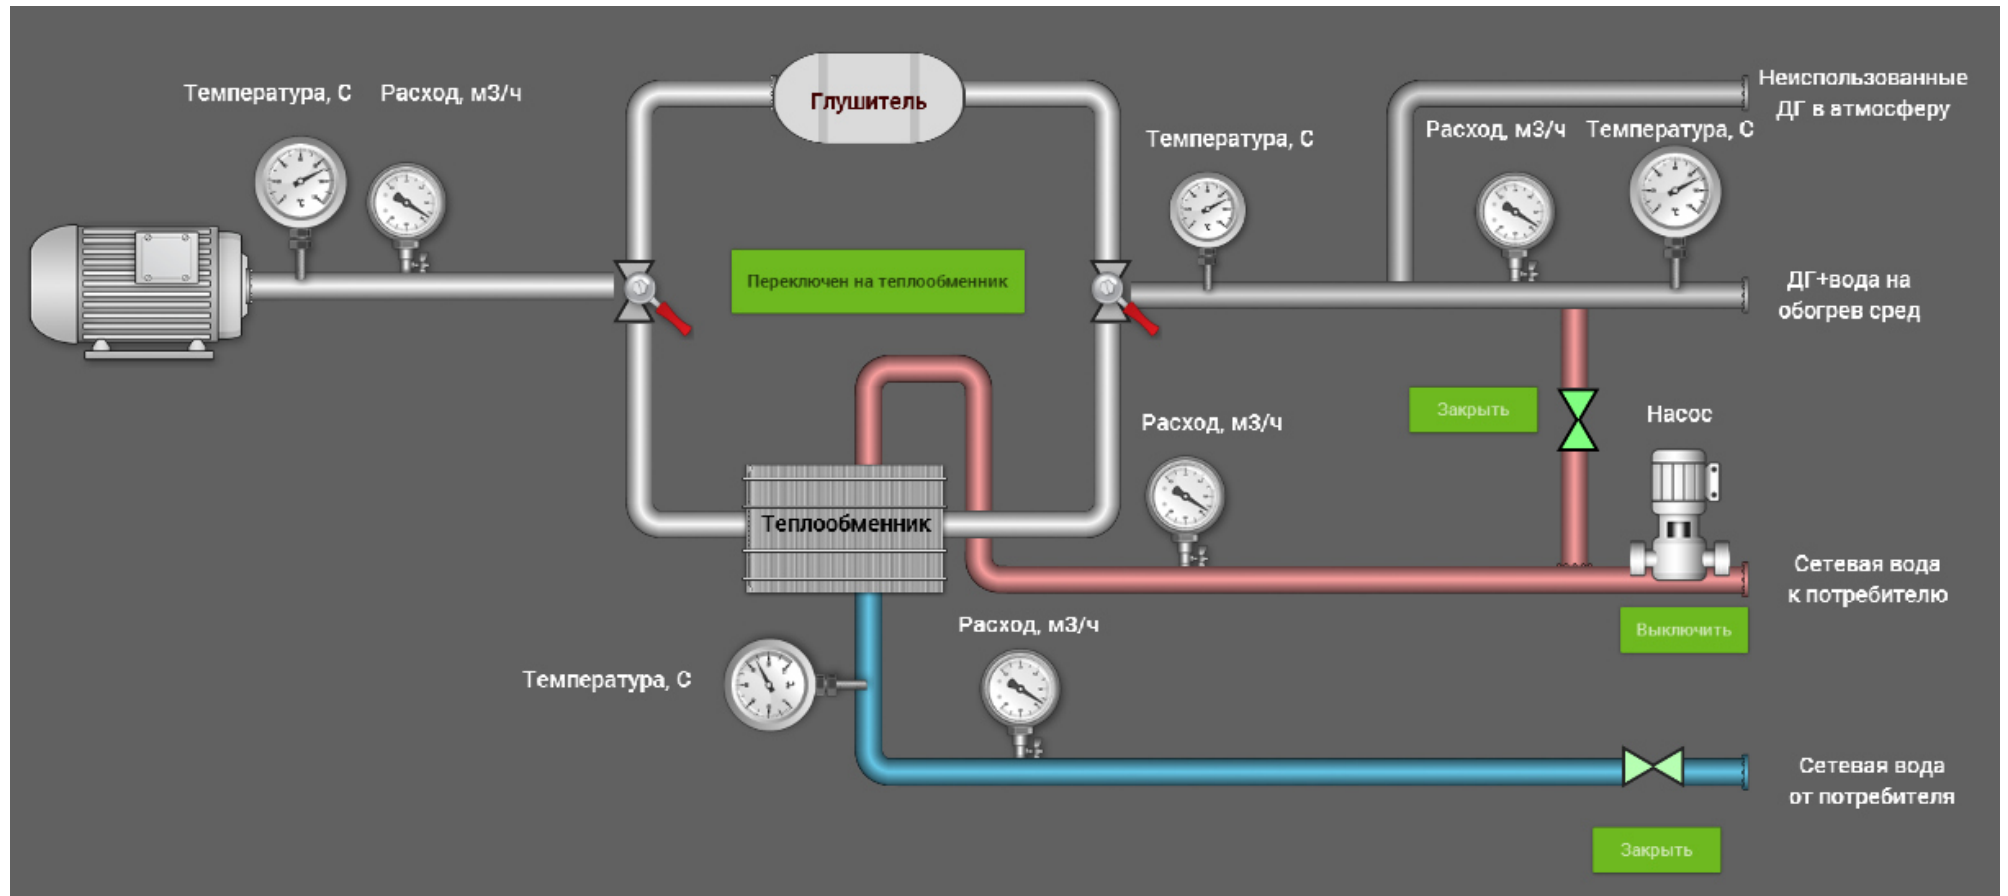 Неиспользованные
ДГ в атмосферу
Температура, С
Расход, м3/ч
Глушитель
Температура, С
Расход, м3/ч
Температура, С
Переключен на теплообменник
ДГ+вода на
обогрев сред
Закрыть
Насос
Расход, м3/ч
Теплообменник
Сетевая вода
к потребителю
Выключить
Расход, м3/ч
Температура, С
Сетевая вода
от потребителя
Закрыть